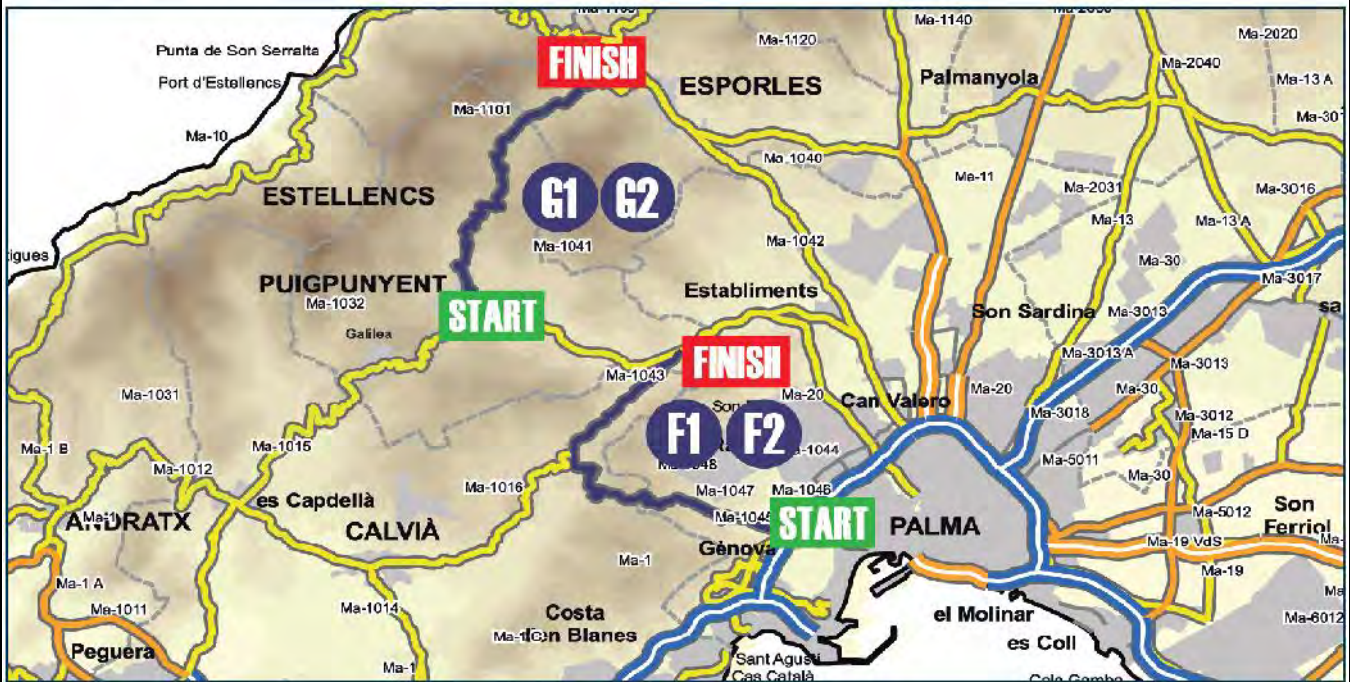 Ma-1140
Ma-1120
Ma-2020
Punta de Son Serralta
FINISH
Ma-2040
Port d'Estellencs
ESPORLES
Palmanyola
Ma-13 A
Ma-1101
Ma-10
Ma-1040
Ma-11
Ma-2031
Ma-3016
ESTELLENCS
G1 G2
Ma-13
Ma-13 A
Ma-1041
Ma-1042
Ma-30
Ma-3017
PUIGPUNYENT
Ma-1032
Establiments
START
Son Sardina
Ma-3013
Galilea
FINISH
Ma-3013 A
Ma-3013
Ma-1043
Ma-1031
Ma-20
Can Valero
Ma-20
Ma-30
Ma-3018
Ma-3012
F1 F2
Ma-15 D
Ma-1 B
Ma-1015
Ma-1044
Ma-1012
Ma-5011
Ma-30
Ma-1016
Ma-1047
Ma-1046
es Capdellà
Ma-5012
Son
Ferriol
ANDRATX
Ma-1
CALVIÀ
Ma-1045
START
PALMA
Gènova
Ma-19 VdS
Ma-1
Ma-19
Ma-1 A
Ma-1011
Ma-1014
Costa
d'en Blanes
Ma-1C
el Molinar
Ma-6012
es Coll
Peguera
Ma-1
Sant Agustí
Cas Català